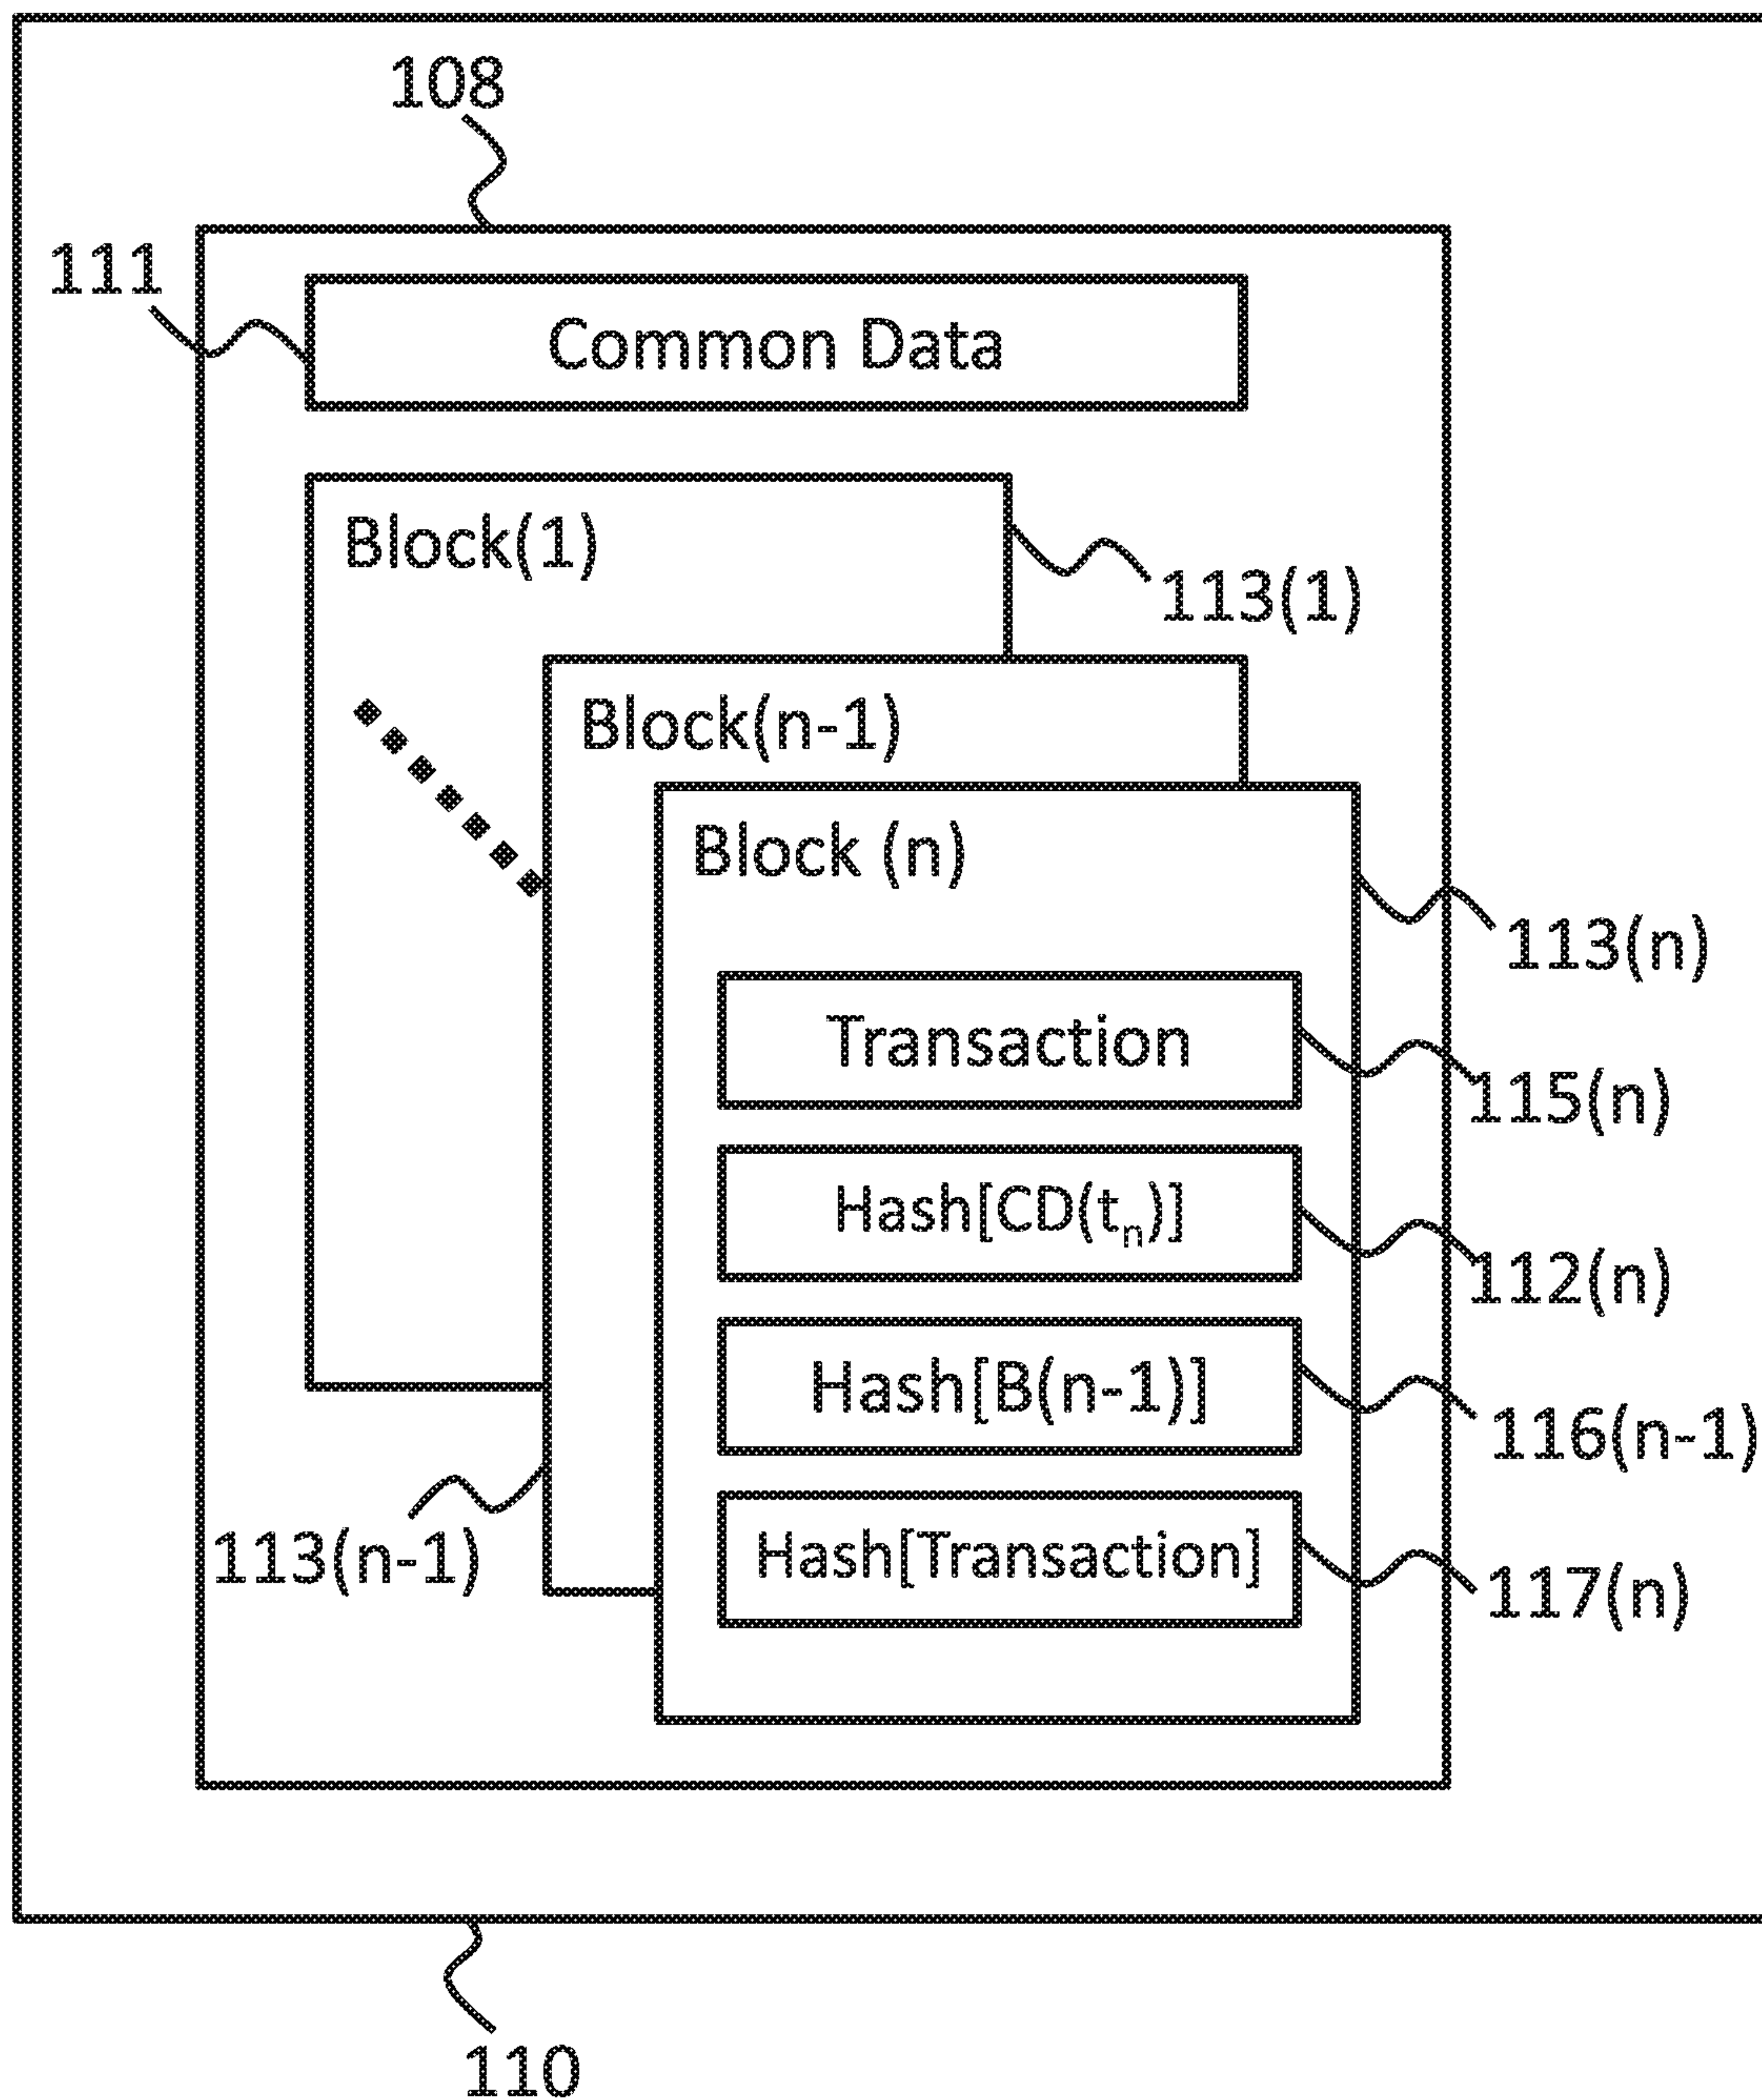 108
111
Common Data
Block(1)
113(1)
Block(n-1)
Block (n)
113(n)
Transaction
115(n)
Hash[CD(tn)]
112(n)
Hash[B(n-1)]
116(n-1)
113(n-1)
Hash[Transaction]
117(n)
110